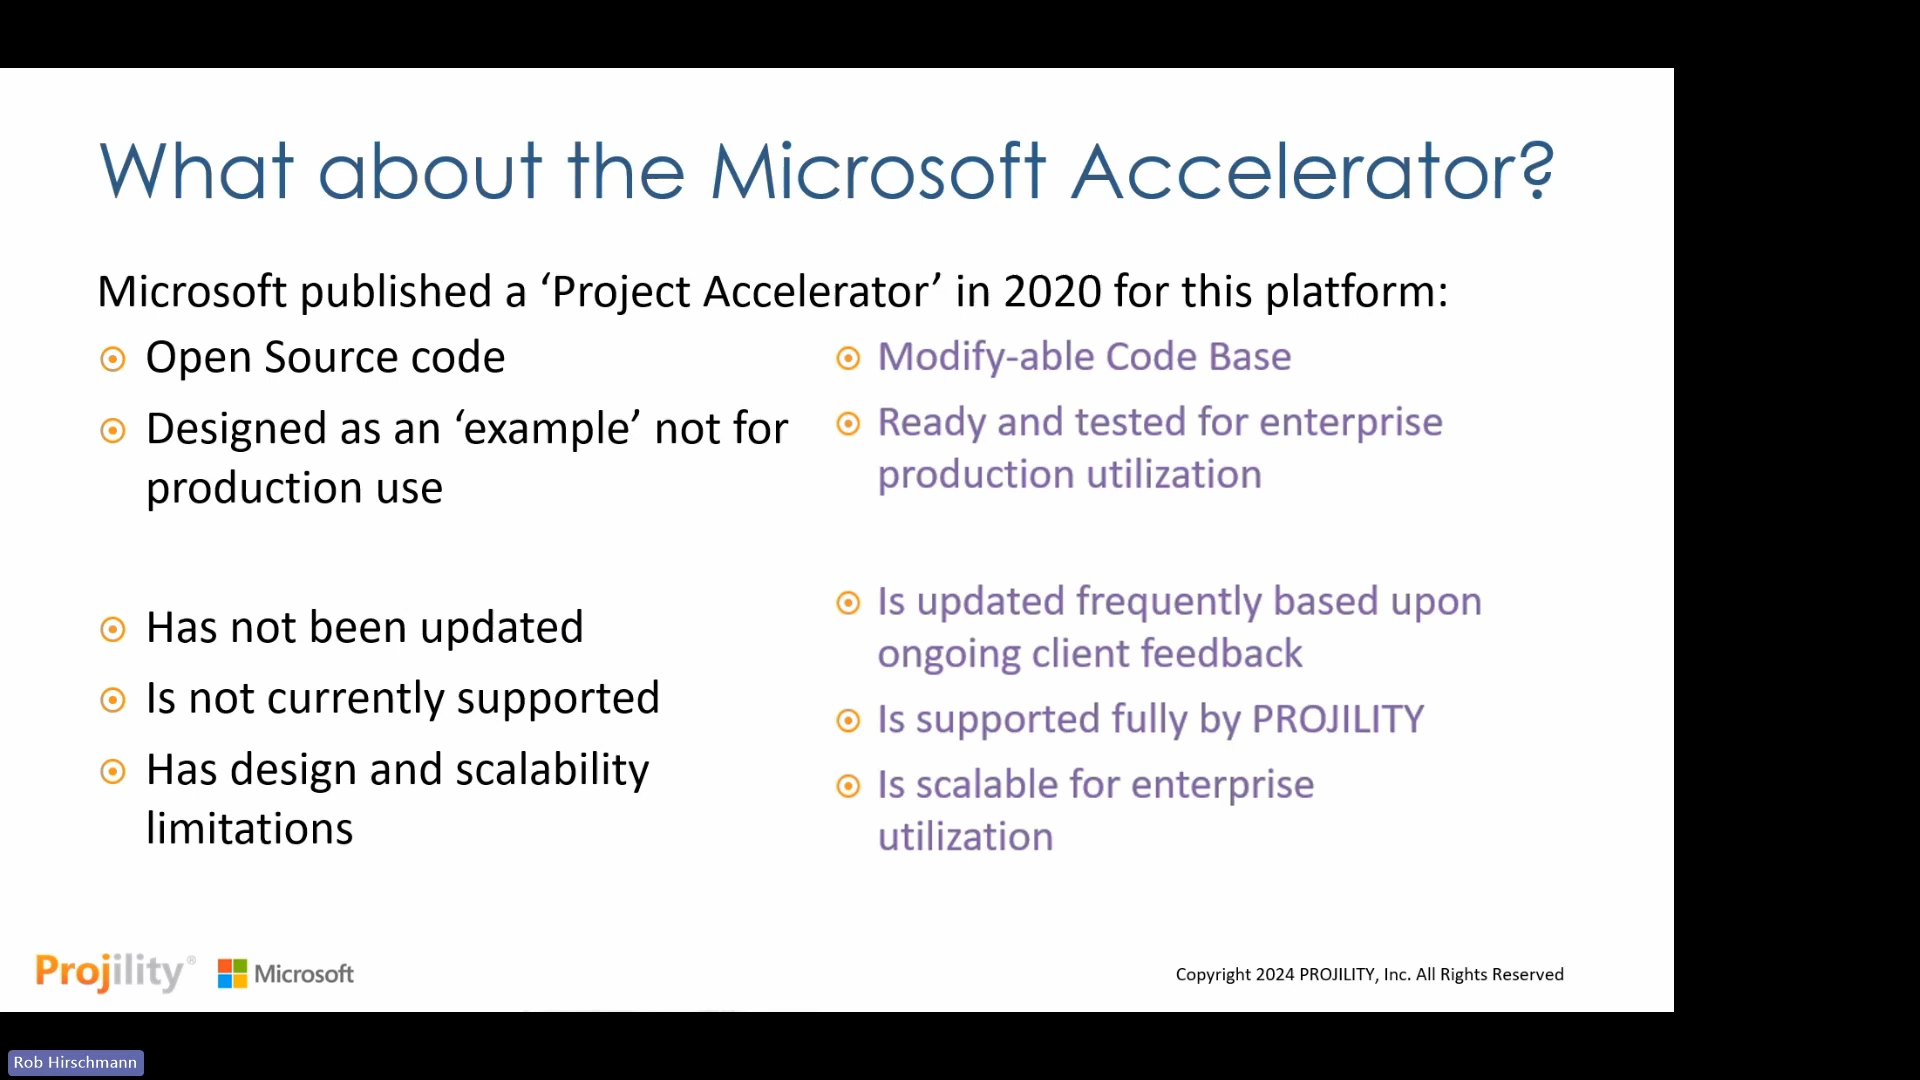 What about the Microsoft Accelerator?
Microsoft published a ‘Project Accelerator’ in 2020 for this platform:
Open Source code
Designed as an ‘example’ not for
production use
Has not been updated
Is not currently supported
Has design and scalability
limitations
Modify-able Code Base
Ready and tested for enterprise
production utilization
Is updated frequently based upon
ongoing client feedback
Is supported fully by PROJILITY
Is scalable for enterprise
utilization
Projility®
Microsoft
Copyright 2024 PROJILITY, Inc. All Rights Reserved
Rob Hirschmann